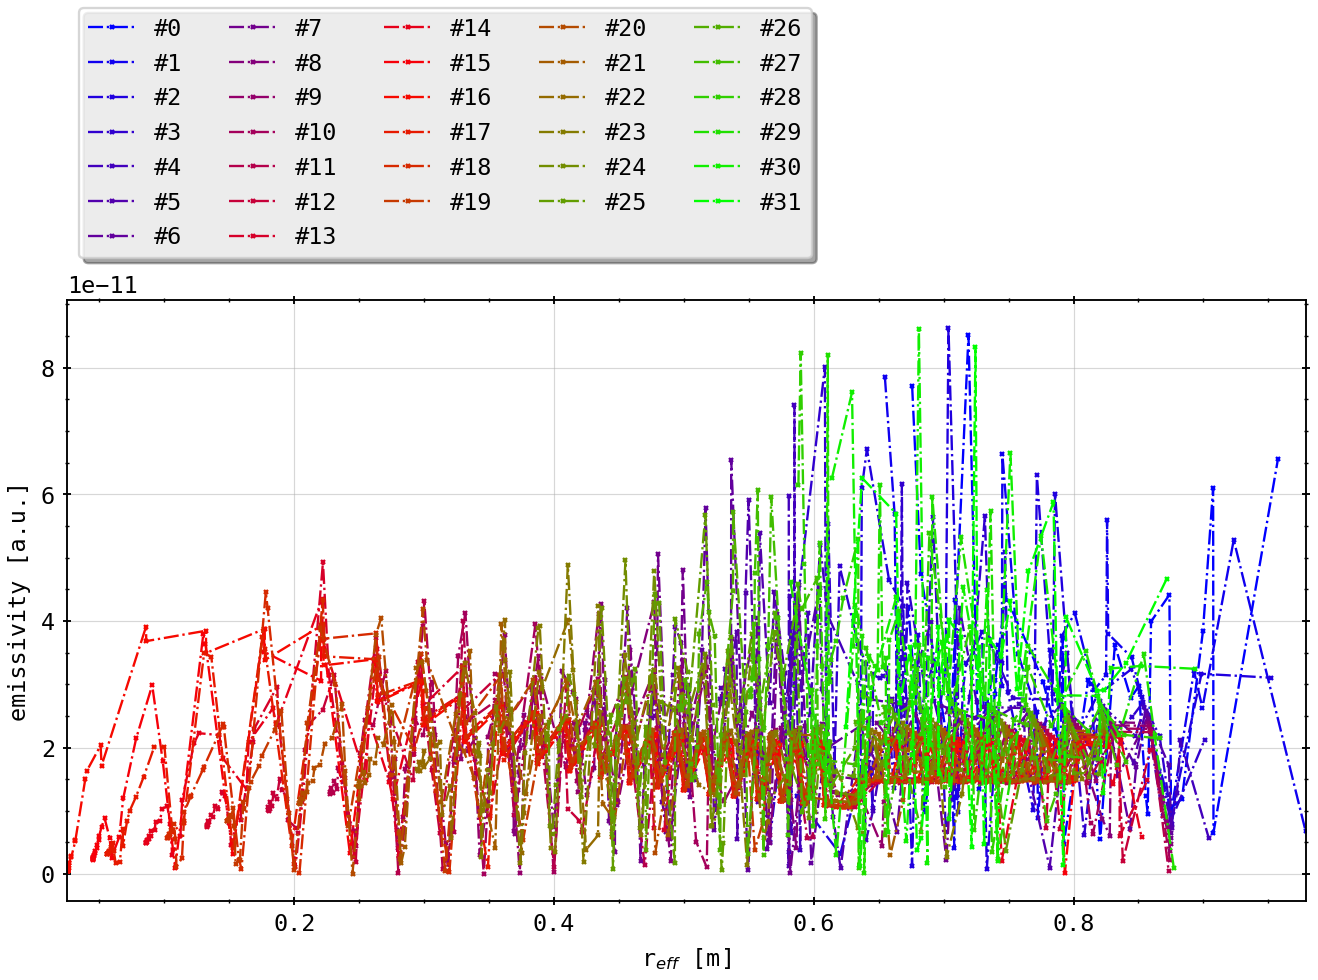 #0 #7 #14 #20 #26
#1 #8 #15 #21 #27
#2 #9 #16 #22 #28
#3 #10 #17 #23 #29
#4 #11 #18 #24 #30
#5 #12 #19 #25 #31
#6 #13
1e−11
8
6
4
2
0
emissivity [a.u.]
0.2 0.4 0.6 0.8
r_eff [m]